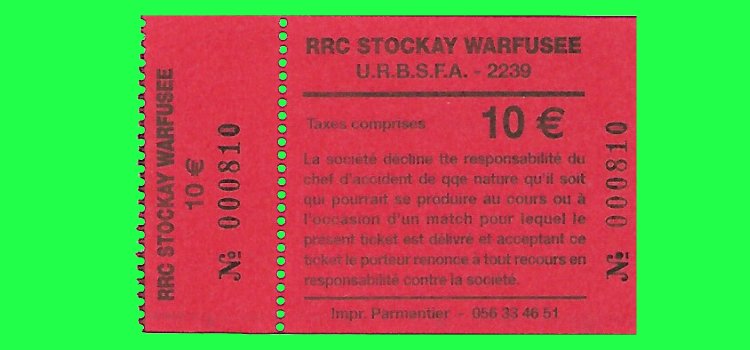 RRC STOCKAY WARFUSEE
10 €
№ 000810
RRC STOCKAY WARFUSEE
U.R.B.S.F.A. - 2239
Taxes comprises 10 €
La société décline tte responsabilité du
chef d'accident de qqe nature qu'il soit
qui pourrait se produire au cours ou à
l'occasion d'un match pour lequel le
présent ticket est délivré et acceptant ce
ticket le porteur renonce à tout recours en
responsabilité contre la société.
Impr. Parmentier - 056 33 46 51
№ 000810